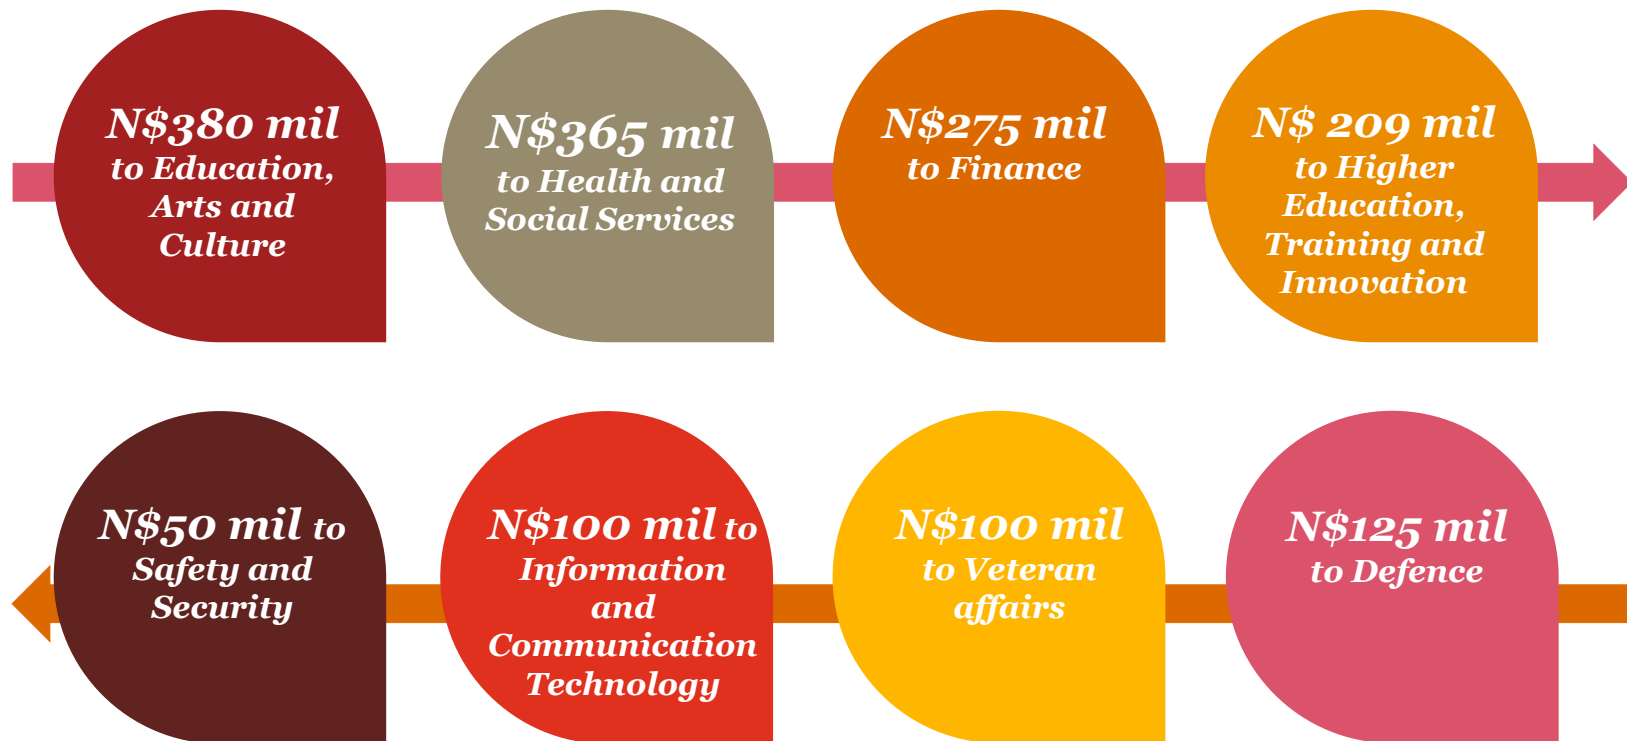 N$380 mil
to Education,
Arts and
Culture
N$365 mil
to Health and
Social Services
N$275 mil
to Finance
N$ 209 mil
to Higher
Education,
Training and
Innovation
N$50 mil to
Safety and
Security
N$100 mil to
Information
and
Communication
Technology
N$100 mil
to Veteran
affairs
N$125 mil
to Defence